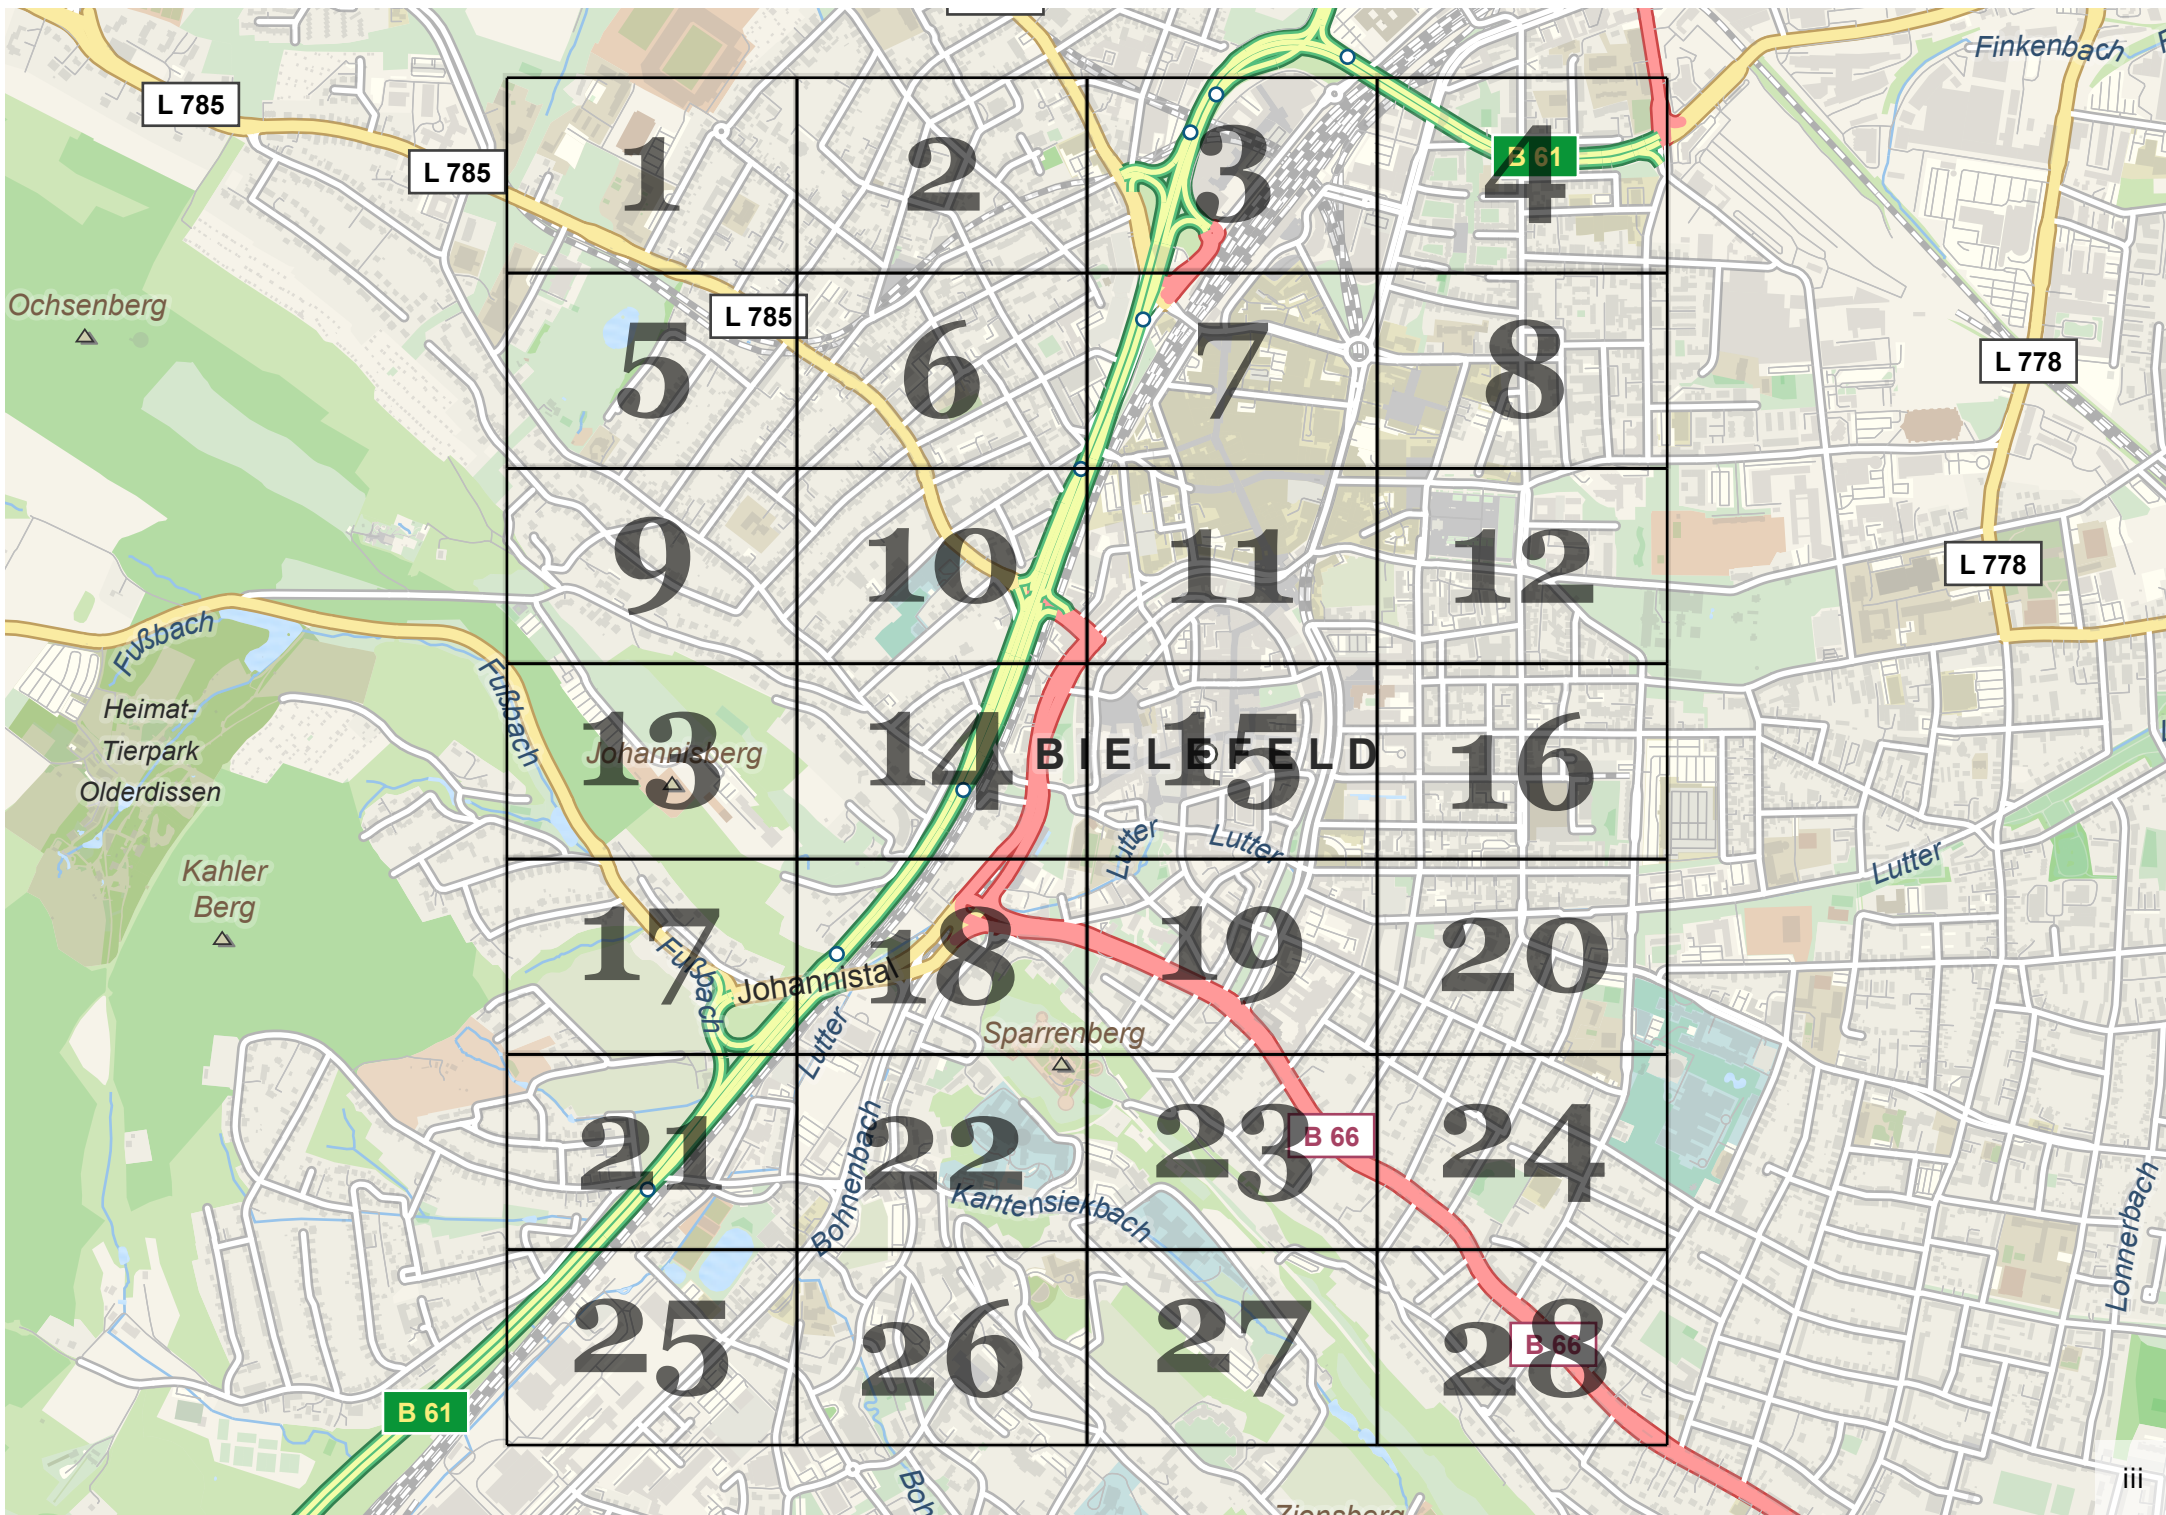 Finkenbach
L 785
L 785
1
2
3
4
B 61
Ochsenberg
L 785
5
6
7
8
L 778
9
10
11
12
L 778
Fußbach
Fußbach
Heimat-
Tierpark
Olderdissen
13
Johannisberg
14
BIELEFELD
15
16
Lutter
Lutter
Lutter
Kahler
Berg
17
18
19
20
Fußbach
Johannistal
Lutter
Sparrenberg
21
22
23
B 66
24
Bohnenbach
Kantensiekbach
Lonnerbach
25
26
27
28
B 66
B 61
Boh
Zionsberg
iii